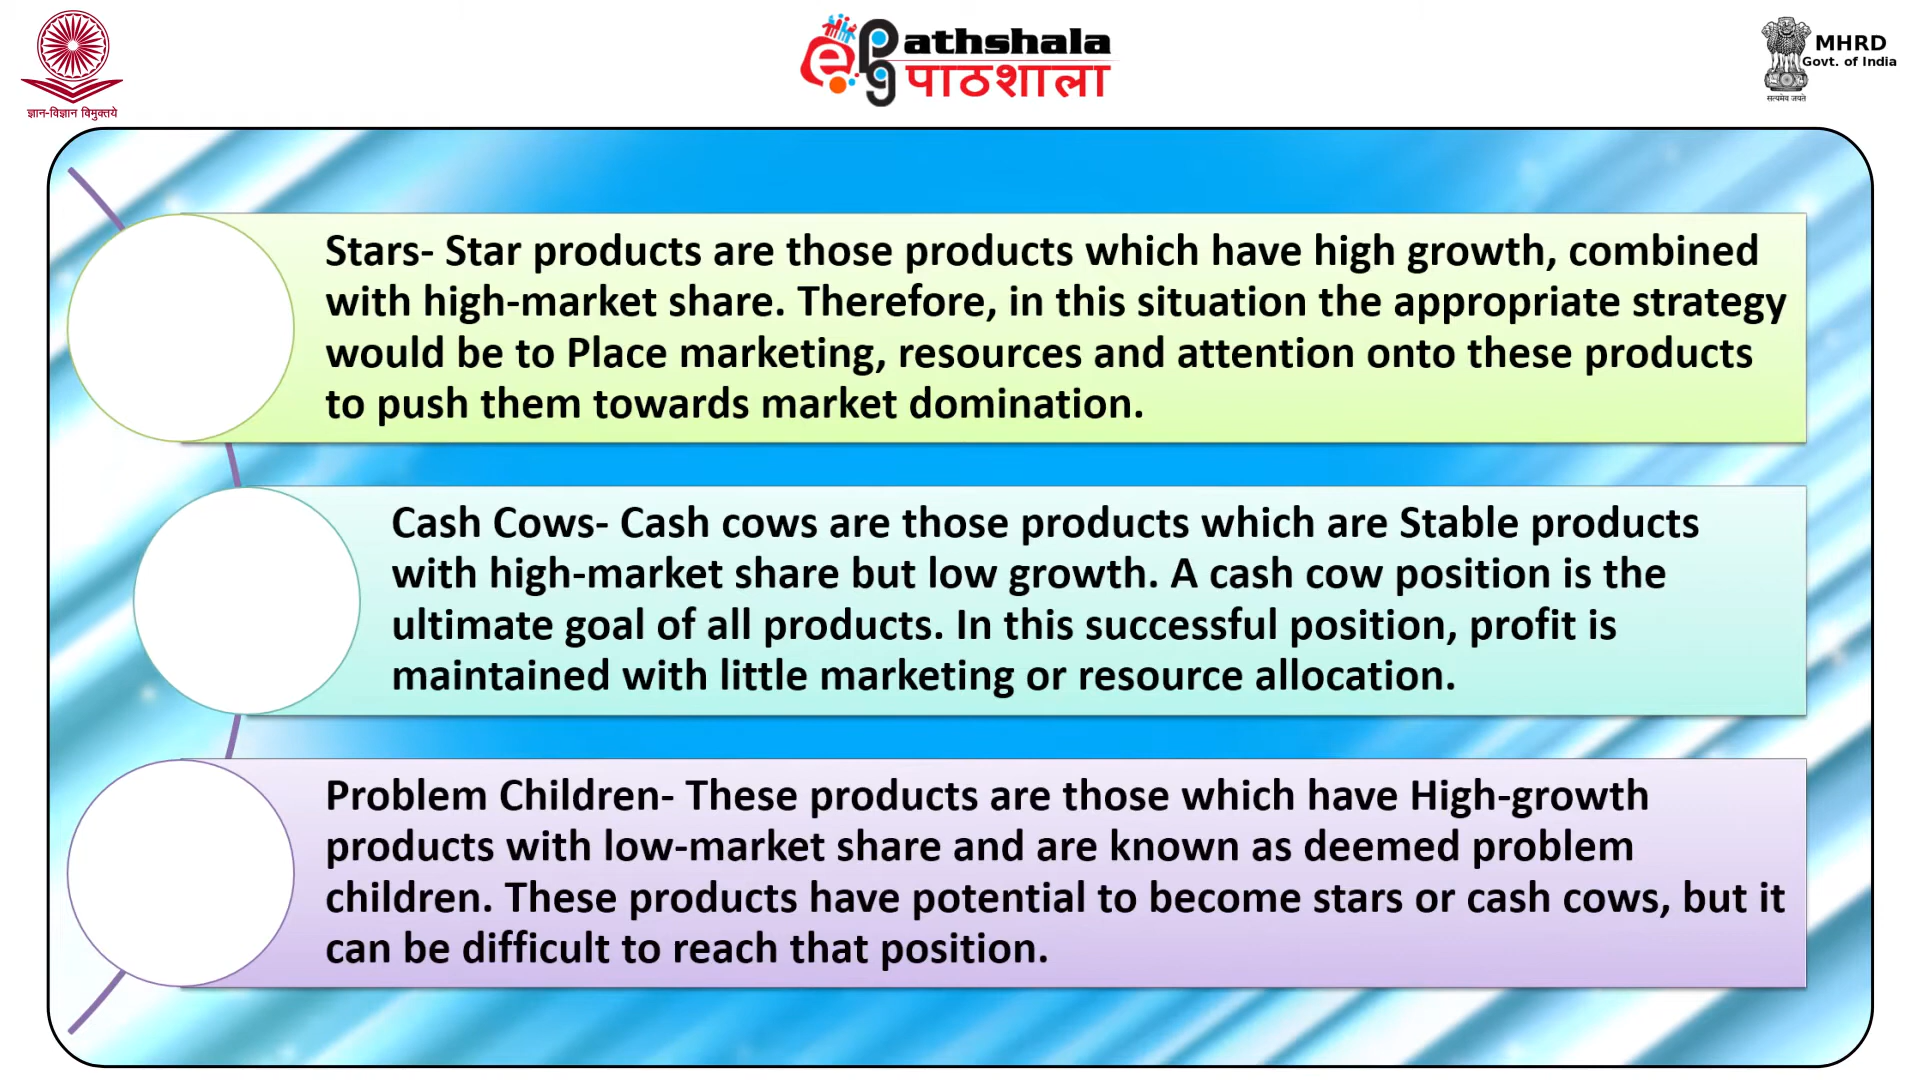 ज्ञान-विज्ञान विमुक्तये
e PG athshala
पाठशाला
MHRD
Govt. of India
सत्यमेव जयते
Stars- Star products are those products which have high growth, combined
with high-market share. Therefore, in this situation the appropriate strategy
would be to Place marketing, resources and attention onto these products
to push them towards market domination.
Cash Cows- Cash cows are those products which are Stable products
with high-market share but low growth. A cash cow position is the
ultimate goal of all products. In this successful position, profit is
maintained with little marketing or resource allocation.
Problem Children- These products are those which have High-growth
products with low-market share and are known as deemed problem
children. These products have potential to become stars or cash cows, but it
can be difficult to reach that position.